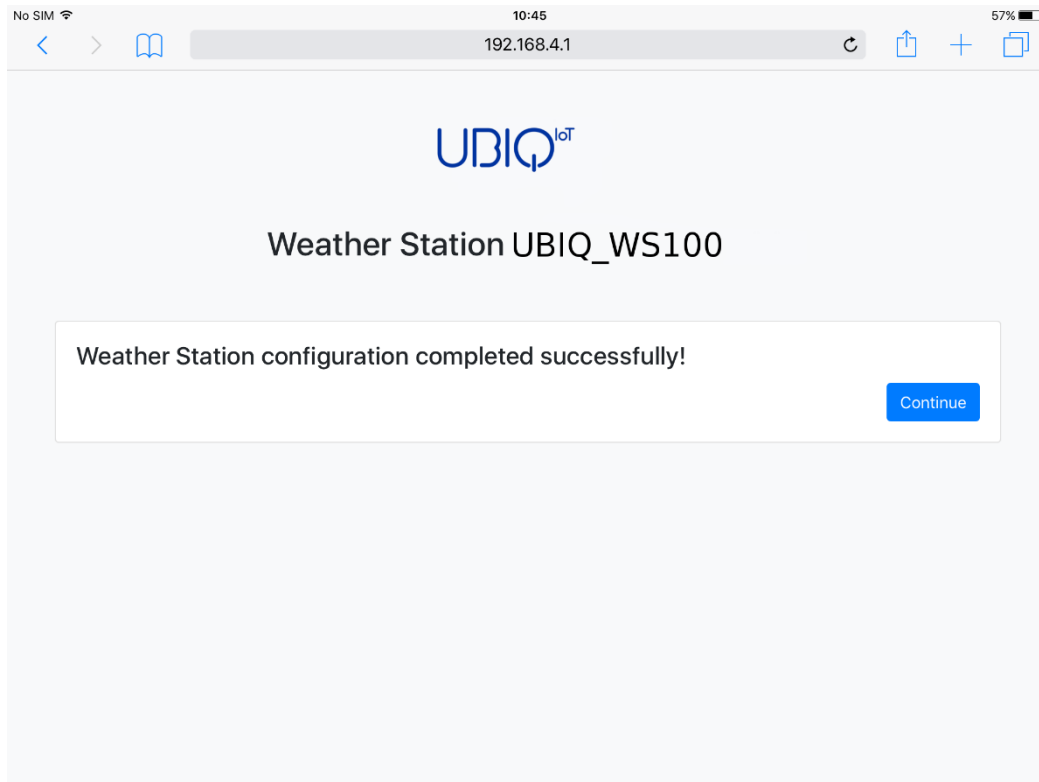 No SIM 10:45 57%
192.168.4.1
UBIQ IoT
Weather Station UBIQ_WS100
Weather Station configuration completed successfully!
Continue